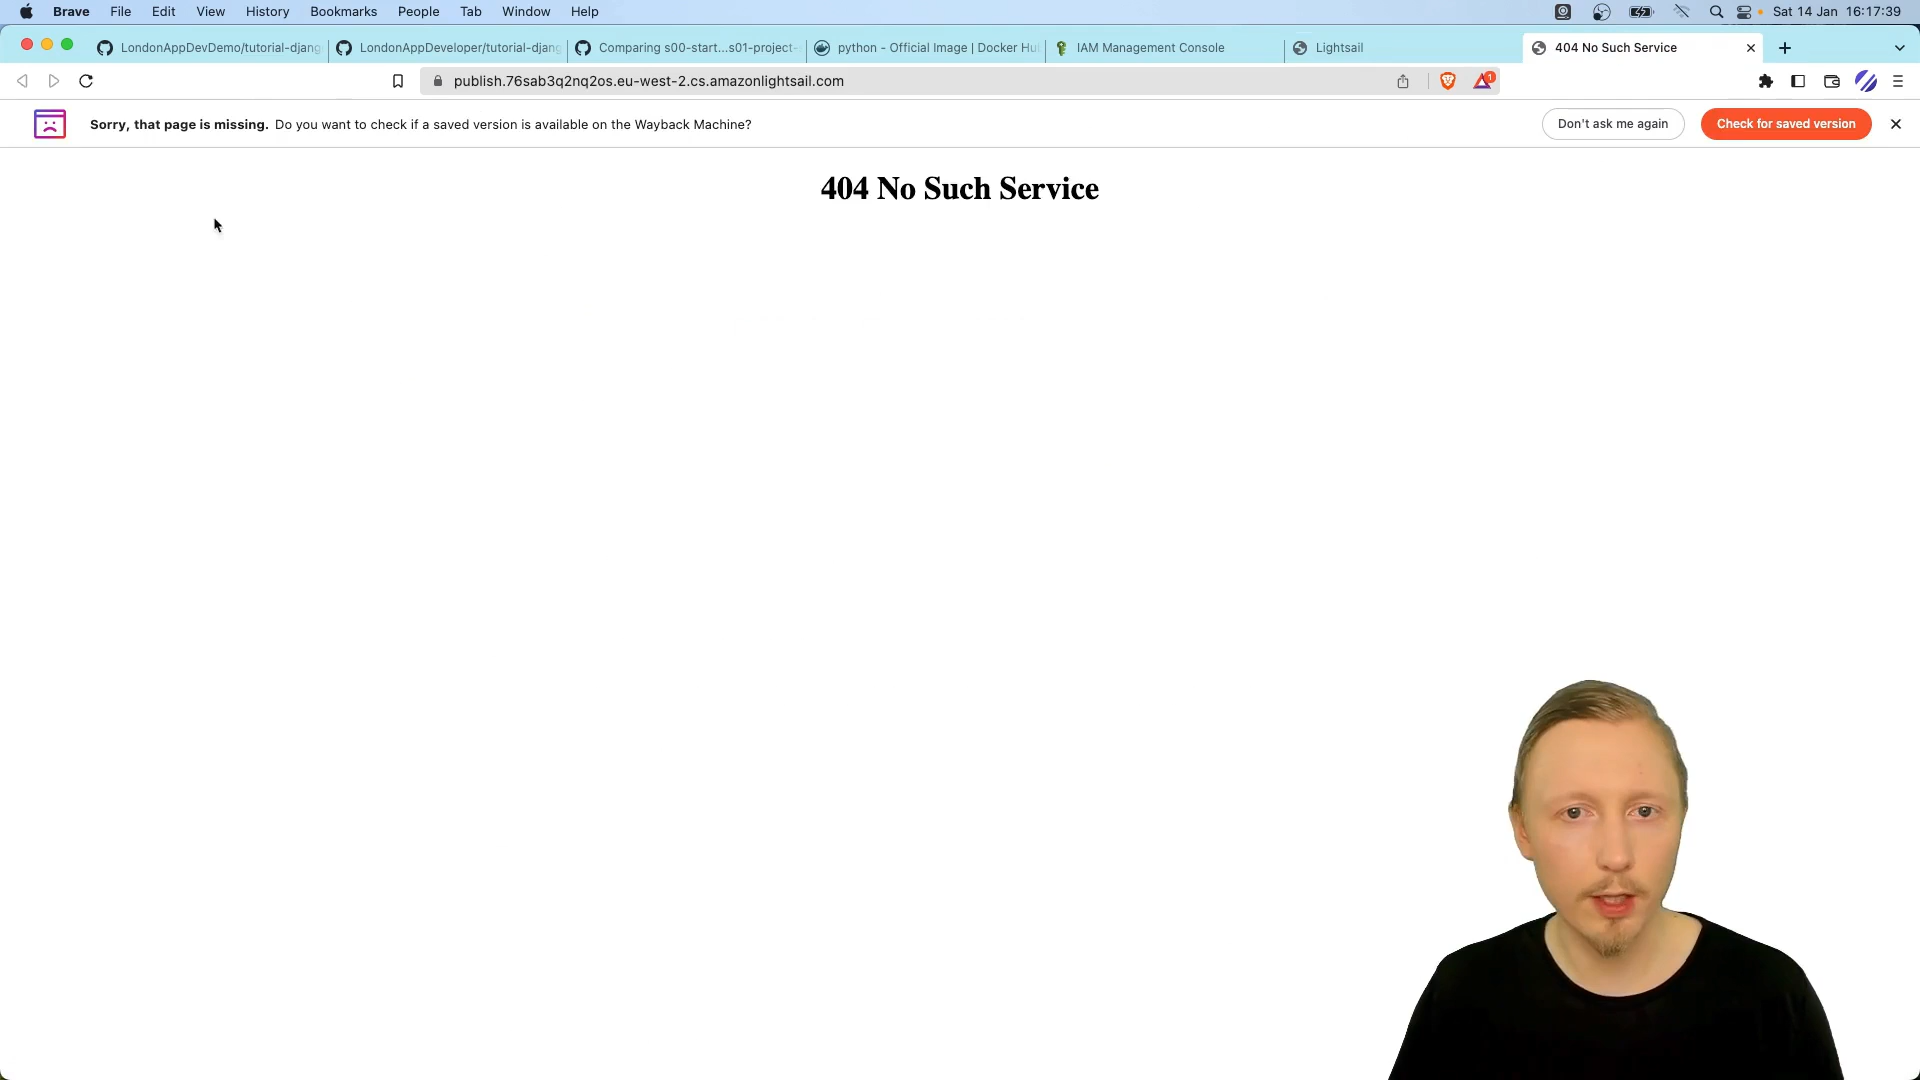 Brave File Edit View History Bookmarks People Tab Window Help Sat 14 Jan 16:17:39
LondonAppDevDemo/tutorial-djang LondonAppDeveloper/tutorial-djang Comparing s00-start...s01-project- python - Official Image | Docker Hu IAM Management Console Lightsail 404 No Such Service
publish.76sab3q2nq2os.eu-west-2.cs.amazonlightsail.com 1
Sorry, that page is missing. Do you want to check if a saved version is available on the Wayback Machine? Don't ask me again Check for saved version
404 No Such Service